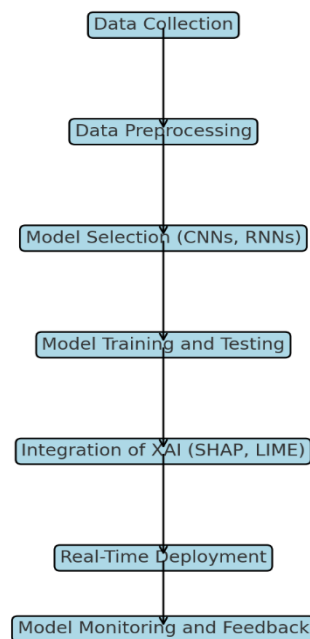 Data Collection
Data Preprocessing
Model Selection (CNNs, RNNs)
Model Training and Testing
Integration of XAI (SHAP, LIME)
Real-Time Deployment
Model Monitoring and Feedback